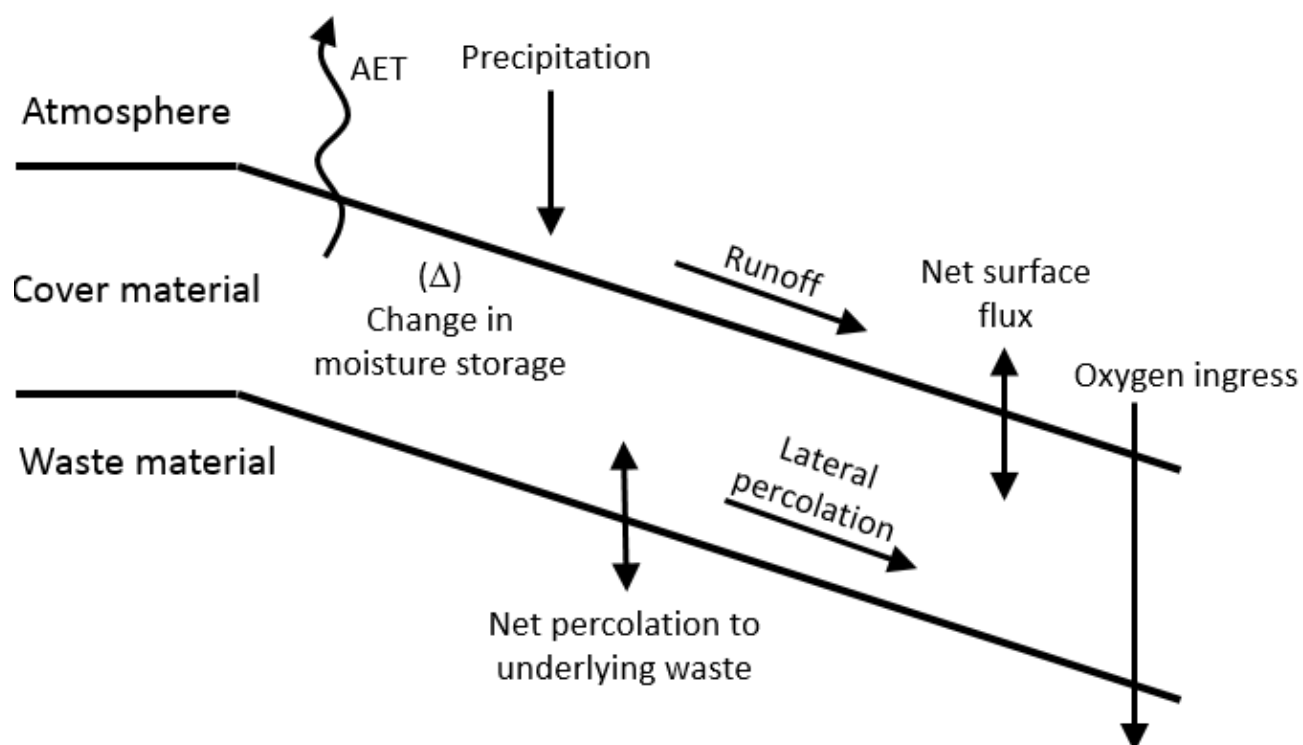 AET
Precipitation
Atmosphere
Runoff
Net surface
flux
Cover material
(Δ)
Change in
moisture storage
Oxygen ingress
Waste material
Lateral
percolation
Net percolation to
underlying waste